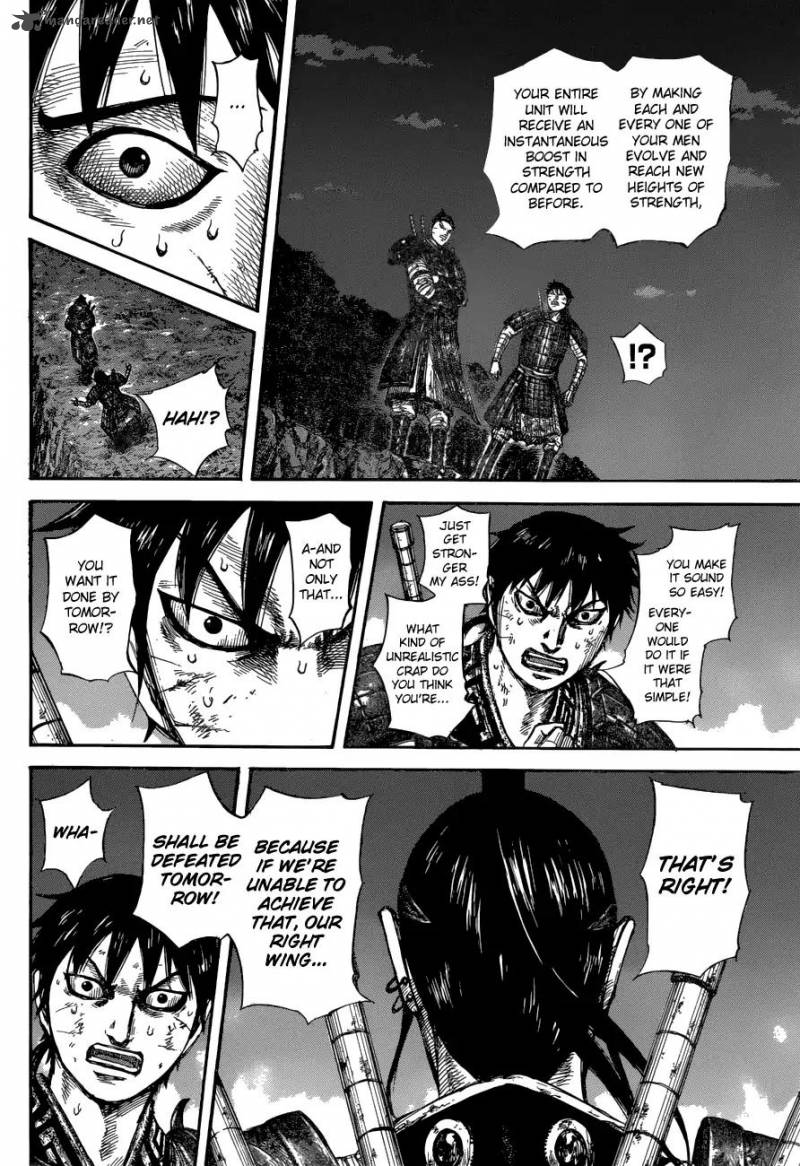 mangareader.net
BY MAKING
EACH AND
EVERY ONE OF
YOUR MEN
EVOLVE AND
REACH NEW
HEIGHTS OF
STRENGTH,
YOUR ENTIRE
UNIT WILL
RECEIVE AN
INSTANTANEOUS
BOOST IN
STRENGTH
COMPARED TO
BEFORE.
!?
...
HAH!?
YOU MAKE
IT SOUND
SO EASY!
EVERY-
ONE
WOULD
DO IT IF
IT WERE
THAT
SIMPLE!
JUST
GET
STRON-
GER
MY ASS!
WHAT
KIND OF
UNREALISTIC
CRAP DO
YOU THINK
YOU'RE...
A-AND
NOT
ONLY
THAT...
YOU
WANT IT
DONE BY
TOMOR-
ROW!?
THAT'S
RIGHT!
BECAUSE
IF WE'RE
UNABLE TO
ACHIEVE
THAT, OUR
RIGHT
WING...
SHALL BE
DEFEATED
TOMOR-
ROW!
WHA-